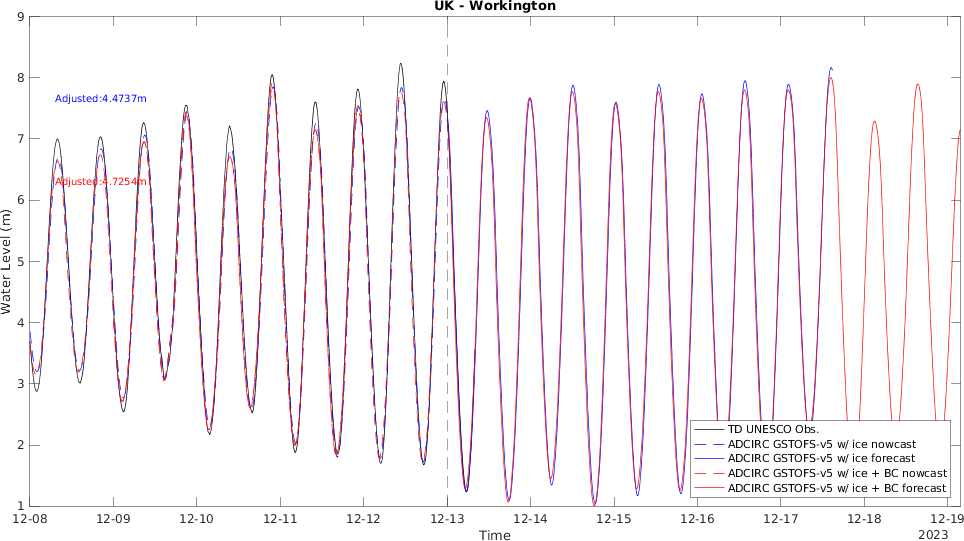 UK - Workington
9
8
7
6
5
4
3
2
1
Water Level (m)
Adjusted:4.4737m
Adjusted:4.7254m
TD UNESCO Obs.
ADCIRC GSTOFS-v5 w/ ice nowcast
ADCIRC GSTOFS-v5 w/ ice forecast
ADCIRC GSTOFS-v5 w/ ice + BC nowcast
ADCIRC GSTOFS-v5 w/ ice + BC forecast
12-08 12-09 12-10 12-11 12-12 12-13 12-14 12-15 12-16 12-17 12-18 12-19
Time
2023